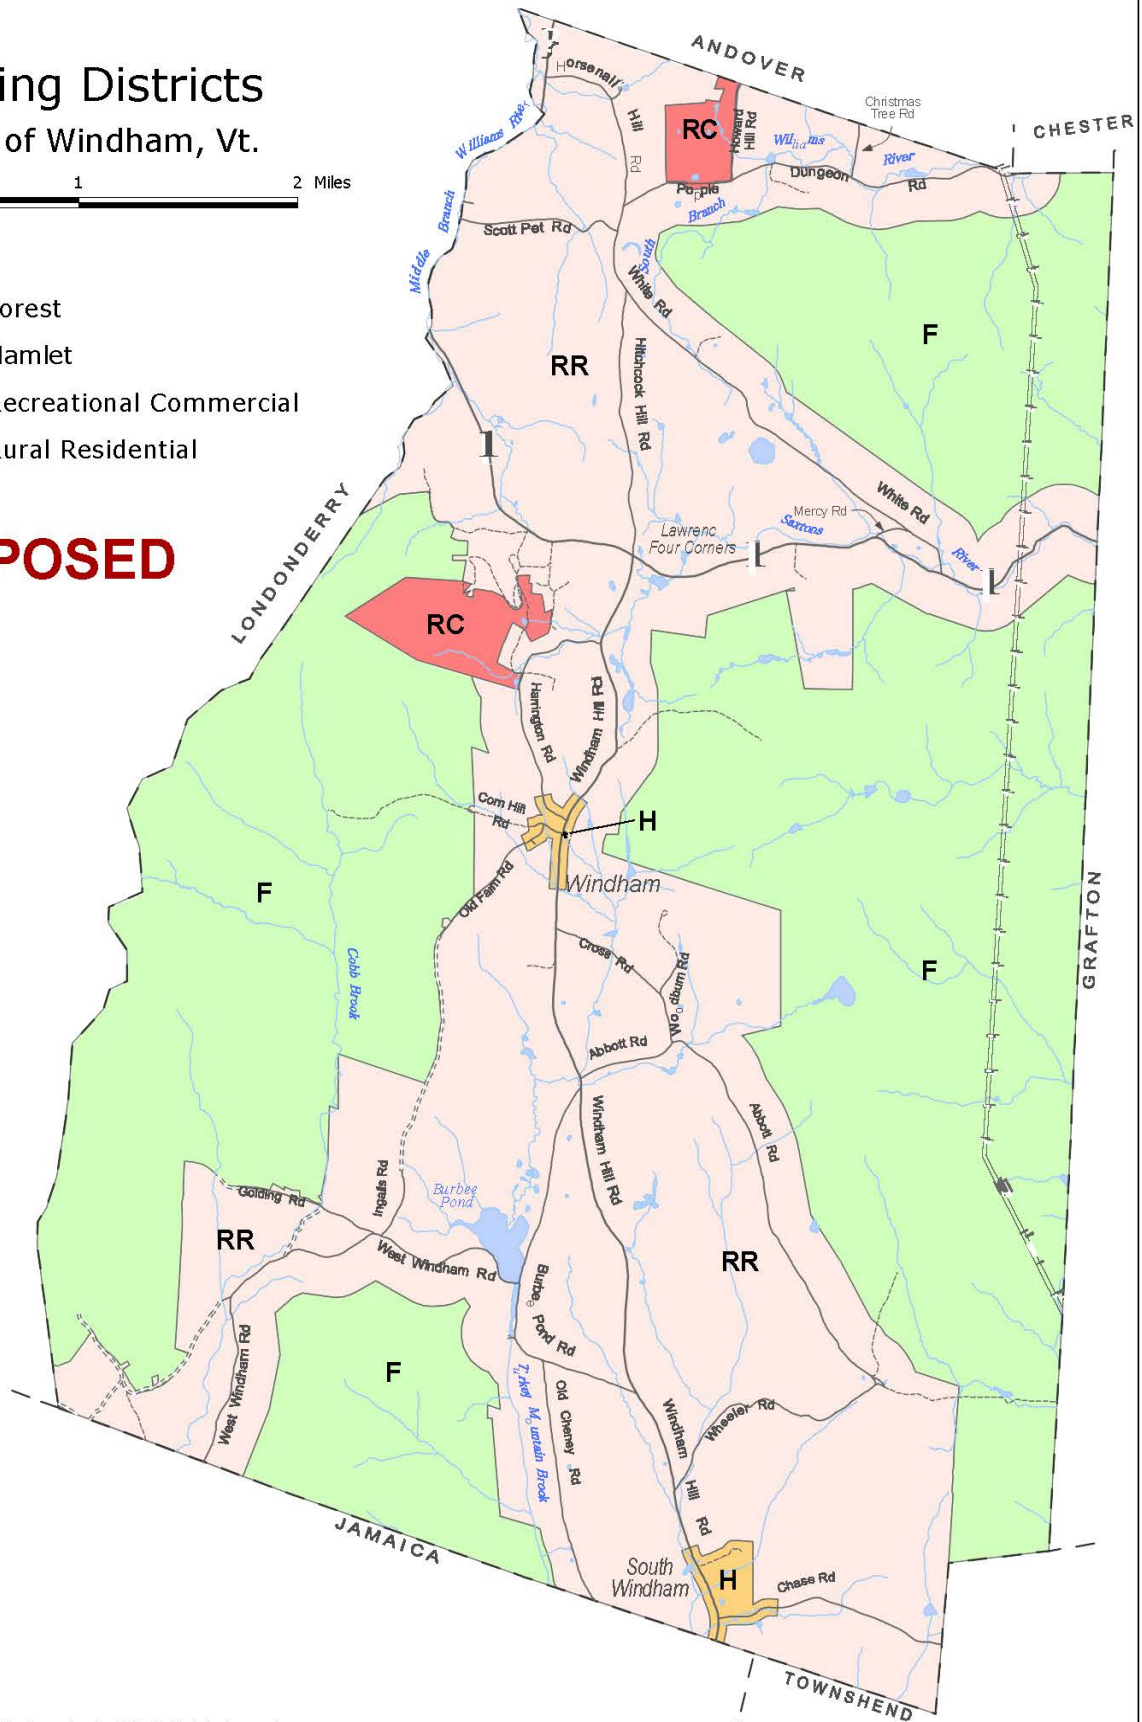 ing Districts
of Windham, Vt.
1 2 Miles
orest
amlet
ecreational Commercial
ural Residential
POSED
ANDOVER
CHESTER
Christmas
Tree Rd
Horsenail
Hill
Rd
RC
Howard
Hill Rd
Williams
River
Williams River
Dungeon
Rd
Popple
Branch
South
Middle Branch
Scott Pet Rd
White Rd
F
RR
Hitchcock Hill Rd
1
LONDONDERRY
White Rd
Mercy Rd
Saxtons
River
Lawrenc
Four Corners
RC
Harrington Rd
Windham Hill Rd
Corn Hill
Rd
H
Windham
Old Farm Rd
F
Cobb Brook
Cross Rd
Woodburn Rd
F
GRAFTON
Abbott Rd
Abbott Rd
Windham Hill Rd
Ingalls Rd
Burbee
Pond
Golding Rd
RR
West Windham Rd
RR
Burbee Pond Rd
West Windham Rd
F
Turkey Mountain Brook
Old Cheney Rd
Windham Hill Rd
Wheeler Rd
JAMAICA
South
Windham
H
Chase Rd
TOWNSHEND